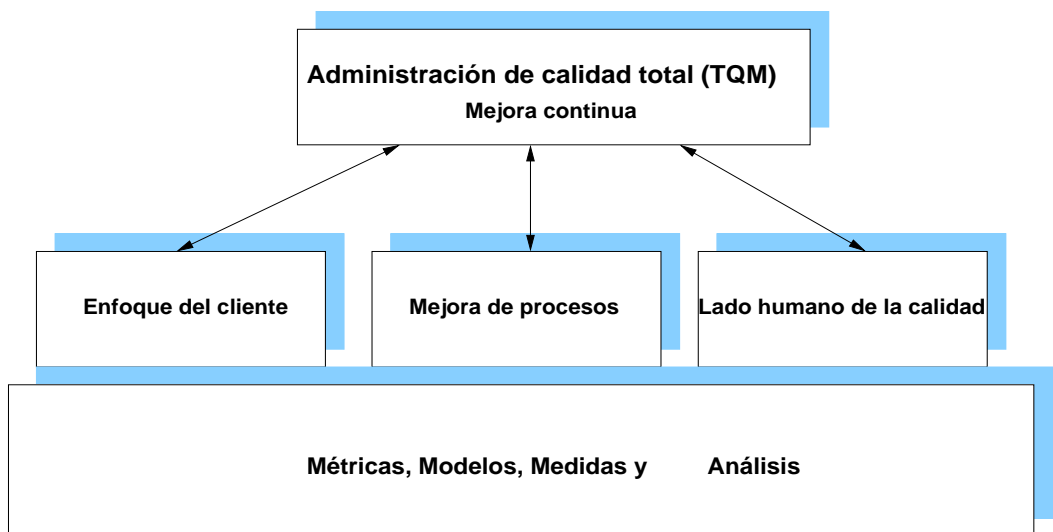 Administración de calidad total (TQM)
Mejora continua
Enfoque del cliente
Mejora de procesos
Lado humano de la calidad
Métricas, Modelos, Medidas y Análisis